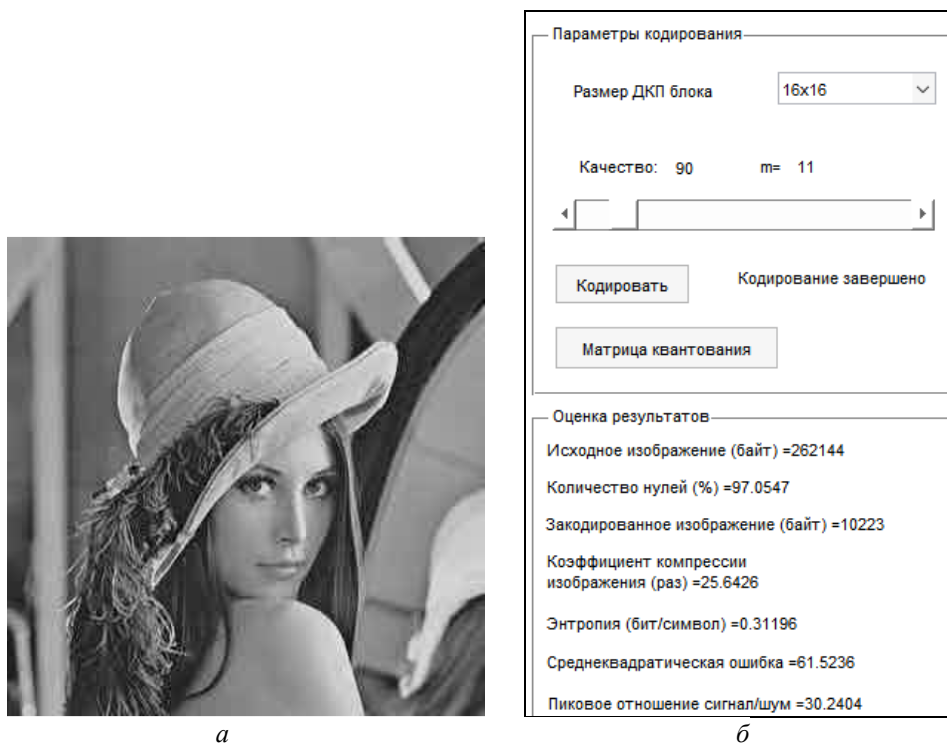 Параметры кодирования
Размер ДКП блока 16x16
Качество: 90 m= 11
Кодировать Кодирование завершено
Матрица квантования
Оценка результатов
Исходное изображение (байт) =262144
Количество нулей (%) =97.0547
Закодированное изображение (байт) =10223
Коэффициент компрессии
изображения (раз) =25.6426
Энтропия (бит/символ) =0.31196
Среднеквадратическая ошибка =61.5236
Пиковое отношение сигнал/шум =30.2404
а б